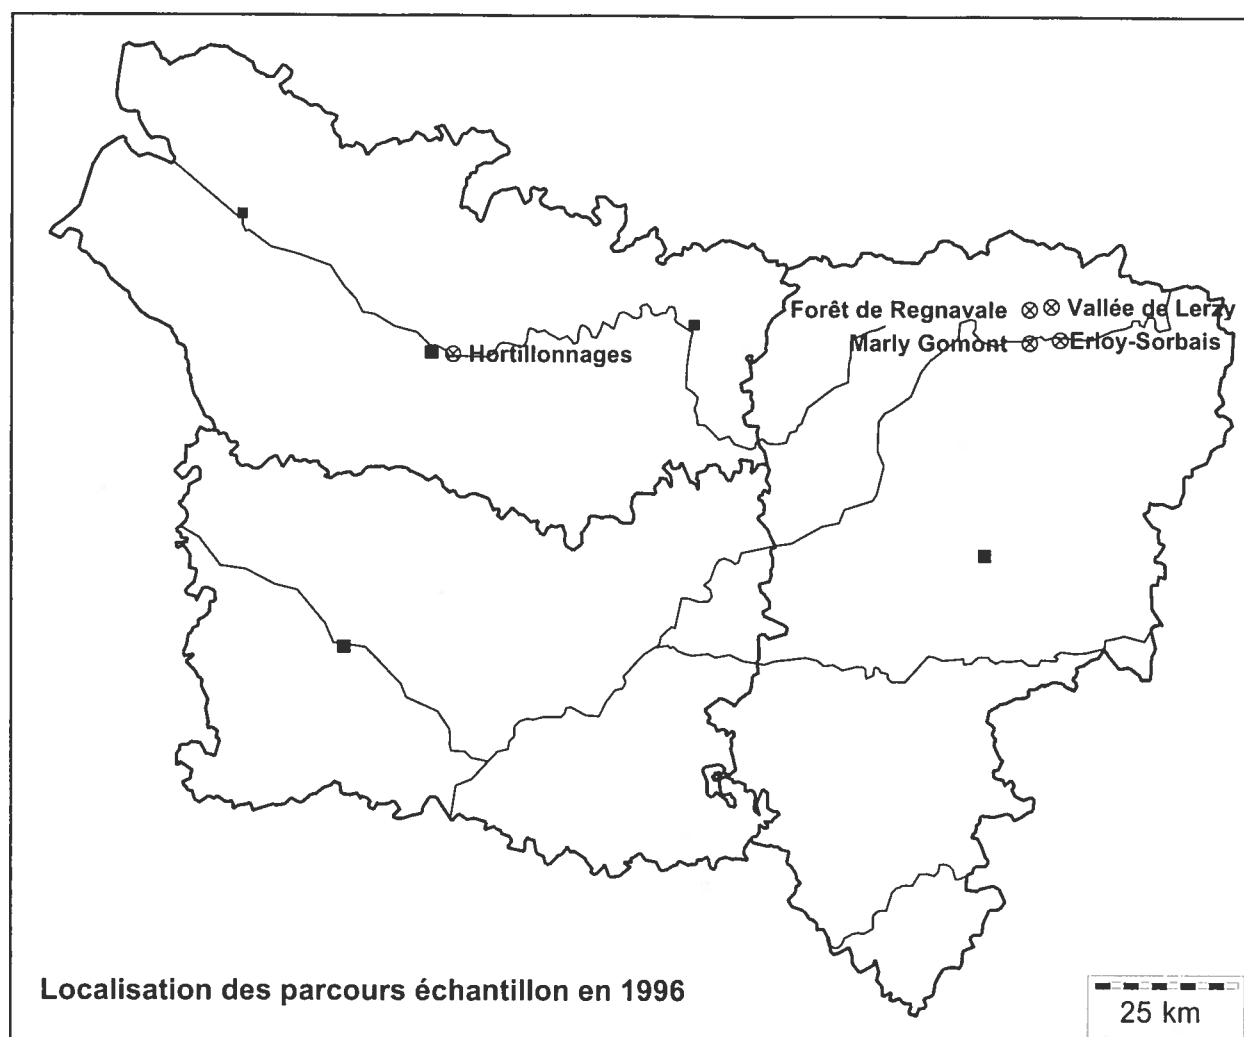 Forêt de Regnavale
Vallée de Lerzy
Marly Gomont
Erloy-Sorbais
Hortillonnages
Localisation des parcours échantillon en 1996
25 km